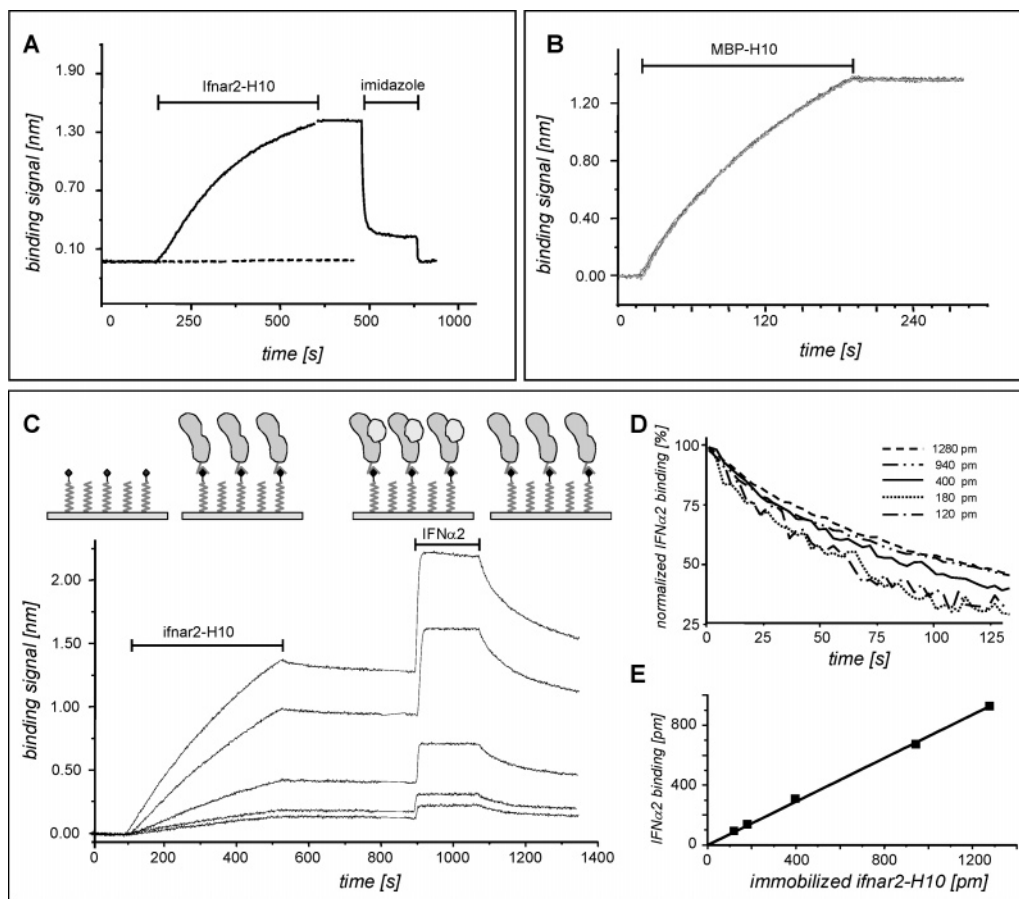 A
Ifnar2-H10
imidazole
binding signal [nm]
1.90
1.30
0.70
0.10
0
250
500
500
1000
time [s]
B
MBP-H10
binding signal [nm]
1.20
0.80
0.40
0.00
0
120
240
time [s]
C
IFNα2
ifnar2-H10
binding signal [nm]
2.00
1.50
1.00
0.50
0.00
0
200
400
600
800
1000
1200
1400
time [s]
D
normalized IFNα2 binding [%]
100
75
50
25
1280 pm
940 pm
400 pm
180 pm
120 pm
0
25
50
75
100
125
time [s]
E
IFNα2 binding [pm]
800
400
0
0
400
800
1200
immobilized ifnar2-H10 [pm]